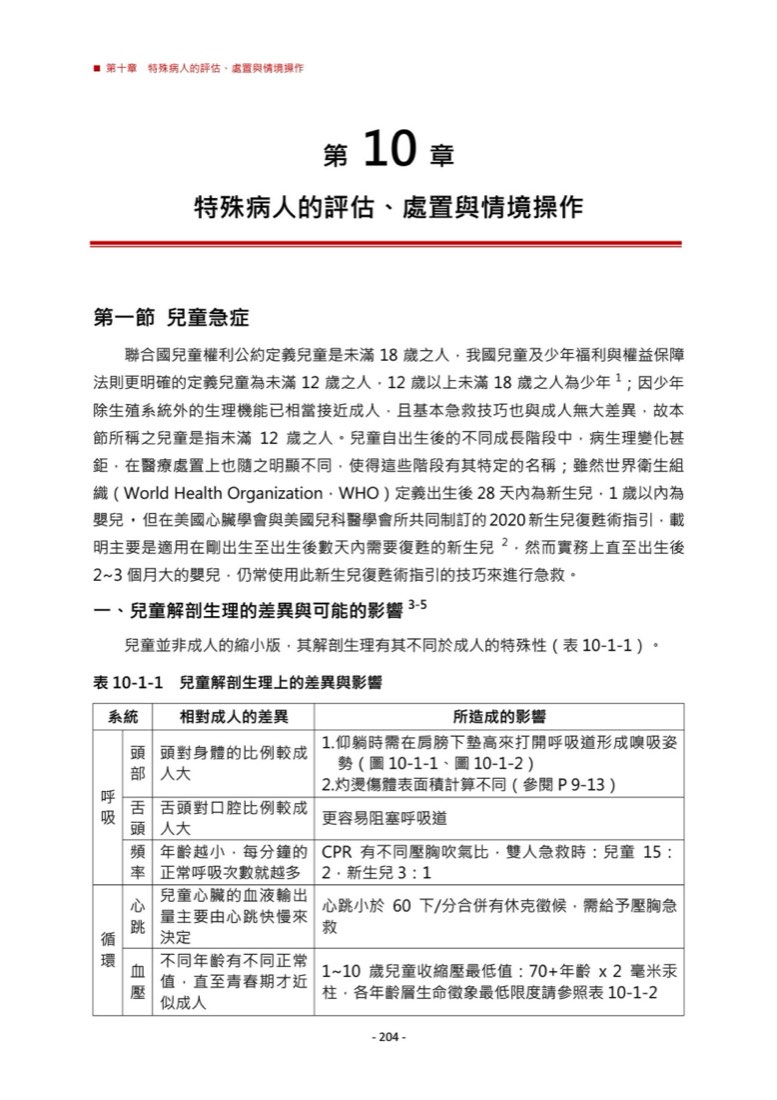 ■ 第十章　特殊病人的評估、處置與情境操作
第 10 章
特殊病人的評估、處置與情境操作
第一節 兒童急症
聯合國兒童權利公約定義兒童是未滿 18 歲之人，我國兒童及少年福利與權益保障
法則更明確的定義兒童為未滿 12 歲之人，12 歲以上未滿 18 歲之人為少年 1；因少年
除生殖系統外的生理機能已相當接近成人，且基本急救技巧也與成人無大差異，故本
節所稱之兒童是指未滿 12 歲之人。兒童自出生後的不同成長階段中，病生理變化甚
鉅，在醫療處置上也隨之明顯不同，使得這些階段有其特定的名稱；雖然世界衛生組
織（World Health Organization，WHO）定義出生後 28 天內為新生兒，1 歲以內為
嬰兒。但在美國心臟學會與美國兒科醫學會所共同制訂的 2020 新生兒復甦術指引，載
明主要是適用在剛出生至出生後數天內需要復甦的新生兒 2，然而實務上直至出生後
2~3 個月大的嬰兒，仍常使用此新生兒復甦術指引的技巧來進行急救。
一、兒童解剖生理的差異與可能的影響 3-5
兒童並非成人的縮小版，其解剖生理有其不同於成人的特殊性（表 10-1-1）。
表 10-1-1　兒童解剖生理上的差異與影響
系統 相對成人的差異 所造成的影響
呼吸
頭部
頭對身體的比例較成
人大
1.仰躺時需在肩膀下墊高來打開呼吸道形成嗅吸姿
勢（圖 10-1-1、圖 10-1-2）
2.灼燙傷體表面積計算不同（參閱 P 9-13）
舌頭
舌頭對口腔比例較成
人大
更容易阻塞呼吸道
頻率
年齡越小，每分鐘的
正常呼吸次數就越多
CPR 有不同壓胸吹氣比，雙人急救時：兒童 15：
2，新生兒 3：1
循環
心跳
兒童心臟的血液輸出
量主要由心跳快慢來
決定
心跳小於 60 下/分合併有休克徵候，需給予壓胸急
救
血壓
不同年齡有不同正常
值，直至青春期才近
似成人
1~10 歲兒童收縮壓最低值：70+年齡 x 2 毫米汞
柱，各年齡層生命徵象最低限度請參照表 10-1-2
- 204 -